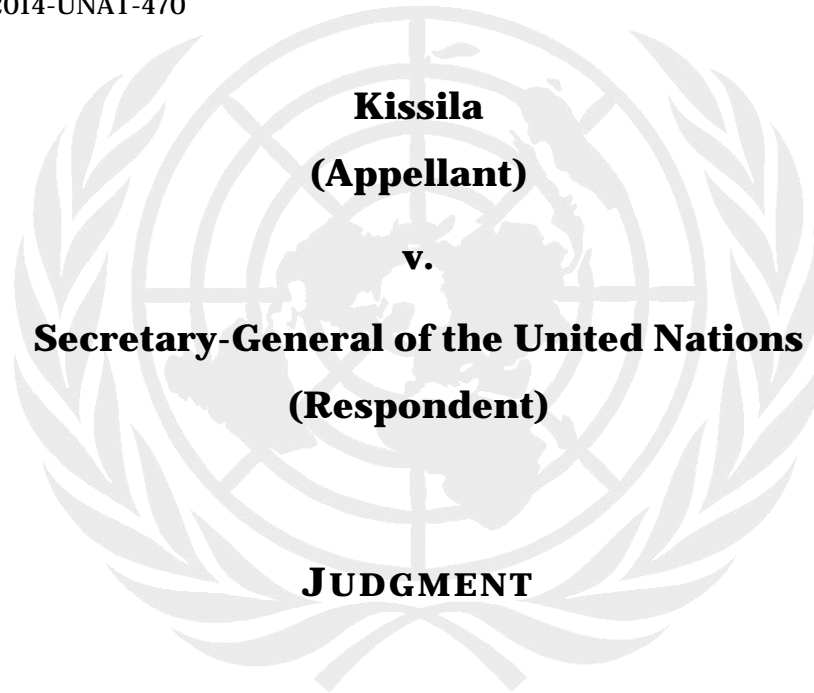 2014-UNAT-470
Kissila
(Appellant)
v.
Secretary-General of the United Nations
(Respondent)
JUDGMENT